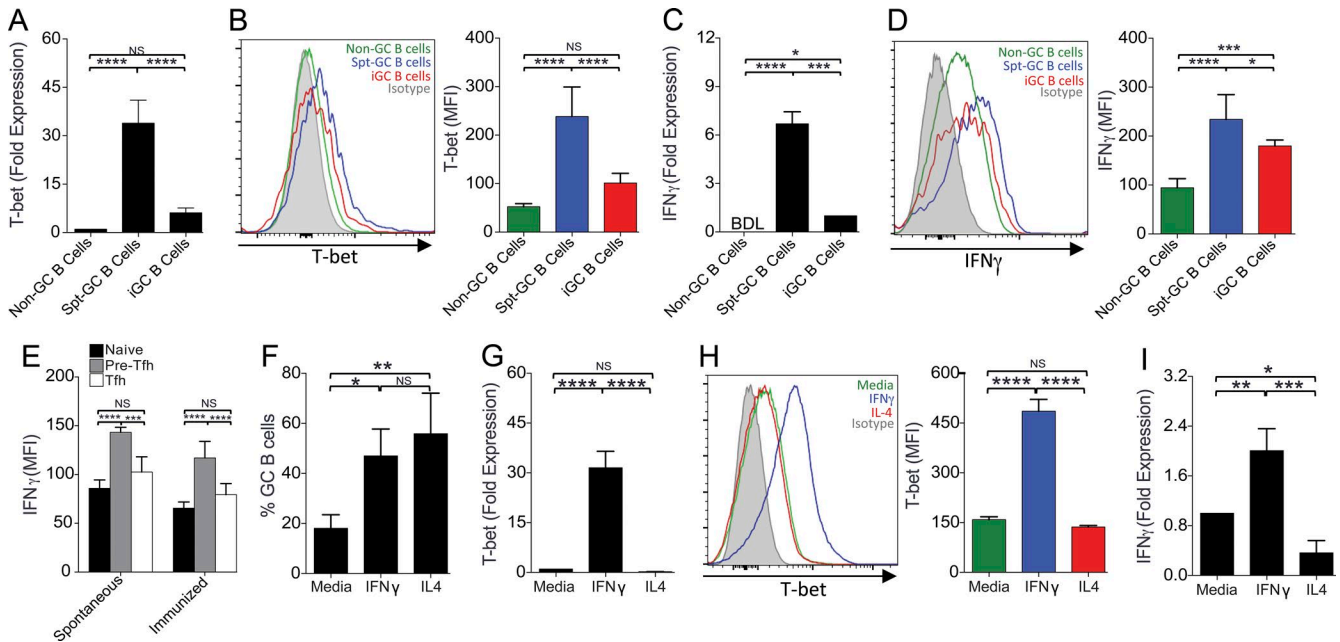 A
T-bet (Fold Expression)
60
45
30
15
0
NS
**** ****
Non-GC B Cells
Spt-GC B Cells
iGC B Cells
B
Non-GC B cells
Spt-GC B cells
iGC B cells
Isotype
T-bet
T-bet (MFI)
400
300
200
100
0
NS
**** ****
Non-GC B Cells
Spt-GC B Cells
iGC B Cells
C
IFNγ (Fold Expression)
12
9
6
3
0
*
**** ***
BDL
Non-GC B Cells
Spt-GC B Cells
iGC B Cells
D
Non-GC B cells
Spt-GC B cells
iGC B cells
Isotype
IFNγ
IFNγ (MFI)
400
300
200
100
0
***
**** *
Non-GC B Cells
Spt-GC B Cells
iGC B Cells
E
Naive
Pre-Tfh
Tfh
IFNγ (MFI)
200
150
100
50
0
NS
**** ***
NS
**** ****
Spontaneous
Immunized
F
% GC B cells
80
60
40
20
0
**
* NS
Media IFNγ IL4
G
T-bet (Fold Expression)
60
45
30
15
0
NS
**** ****
Media IFNγ IL4
H
Media
IFNγ
IL-4
Isotype
T-bet
T-bet (MFI)
600
450
300
150
0
NS
**** ****
Media IFNγ IL4
I
IFNγ (Fold Expression)
3.2
2.4
1.6
0.8
0.0
*
** ***
Media IFNγ IL4